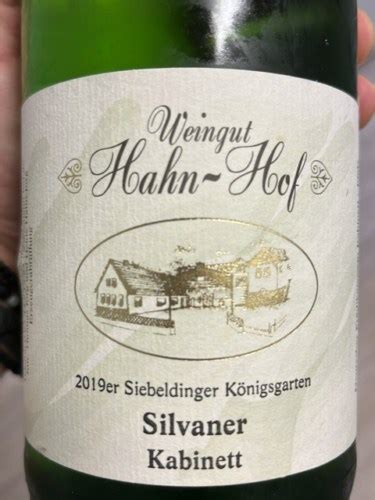 Weingut
Hahn-Hof
2019er Siebeldinger Königsgarten
Silvaner
Kabinett